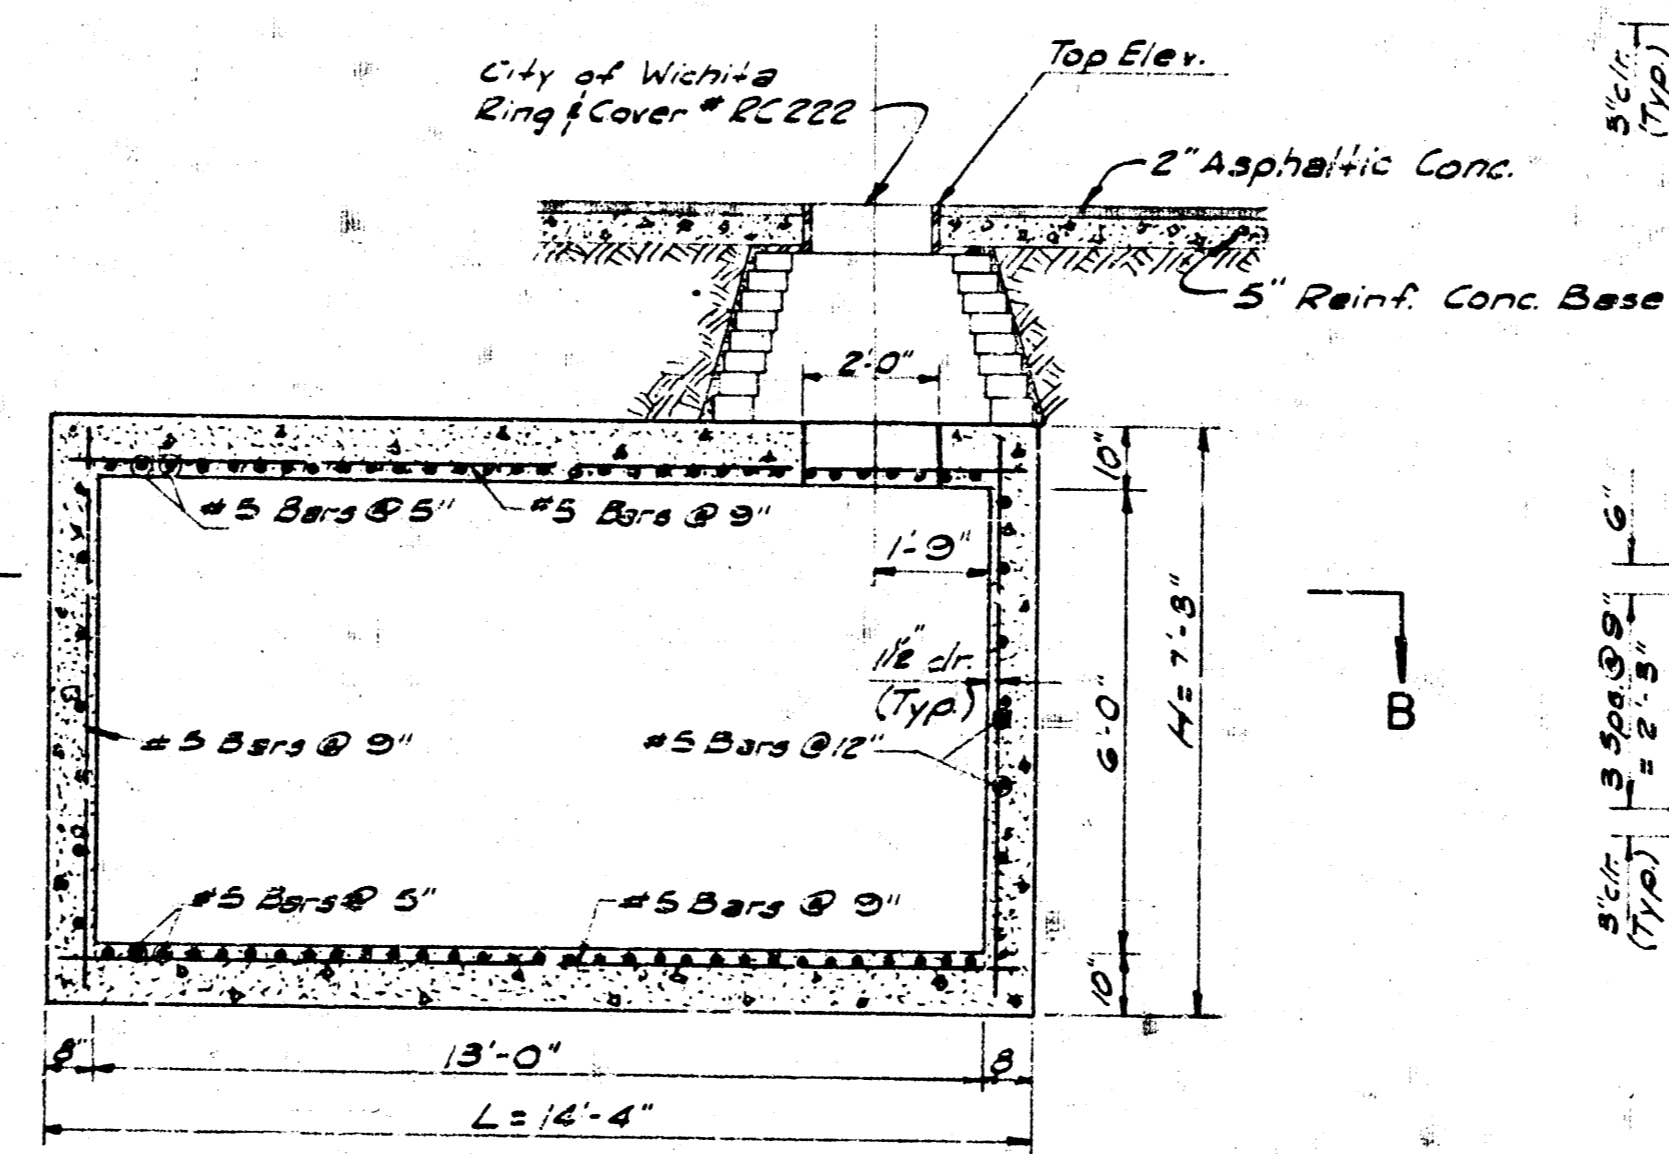 City of Wichita
Ring & Cover # RC222
Top Elev.
2" Asphaltic Conc.
5" Reinf. Conc. Base
2'-0"
#5 Bars @ 5"
#5 Bars @ 9"
10"
1'-9"
1½" clr.
(Typ.)
6'-0"
H= 7'-8"
#5 Bars @ 9"
#5 Bars @12"
B
#5 Bars @ 5"
#5 Bars @ 9"
10"
8"
13'-0"
8
L = 14'-4"
3"clr.
(Typ.)
6"
3 Spa. @ 9"
= 2'-3"
3"clr.
(Typ.)